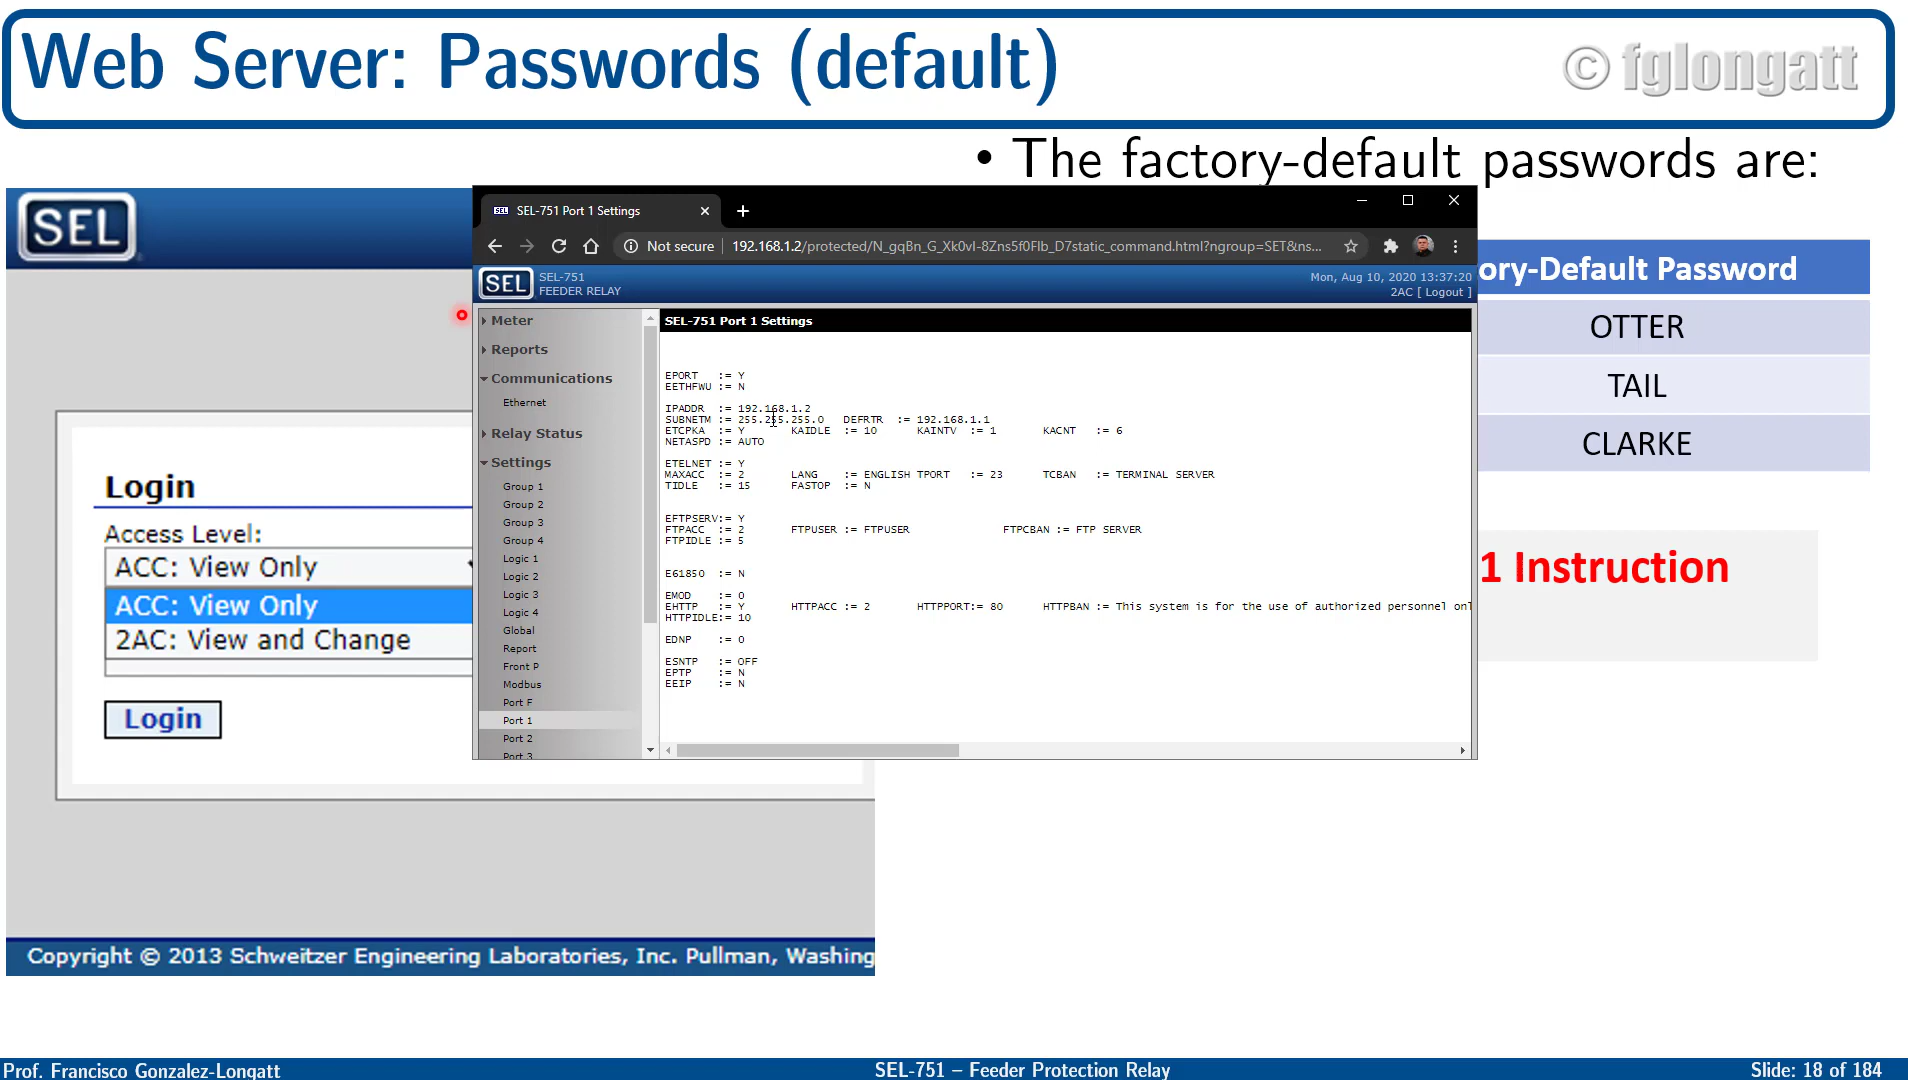 Web Server: Passwords (default)
© fglongatt
• The factory-default passwords are:
SEL
SEL-751 Port 1 Settings
Not secure | 192.168.1.2/protected/N_gqBn_G_Xk0vI-8Zns5f0Flb_D7static_command.html?ngroup=SET&ns...
SEL
SEL-751
FEEDER RELAY
Mon, Aug 10, 2020 13:37:20
2AC [ Logout ]
Meter
Reports
Communications
Ethernet
Relay Status
Settings
Group 1
Group 2
Group 3
Group 4
Logic 1
Logic 2
Logic 3
Logic 4
Global
Report
Front P
Modbus
Port F
Port 1
Port 2
Port 3
SEL-751 Port 1 Settings
EPORT := Y
EETHFWU := N
IPADDR := 192.168.1.2
SUBNETM := 255.255.255.0 DEFRTR := 192.168.1.1
ETCPKA := Y KAIDLE := 10 KAINTV := 1 KACNT := 6
NETASPD := AUTO
ETELNET := Y
MAXACC := 2 LANG := ENGLISH TPORT := 23 TCBAN := TERMINAL SERVER
TIDLE := 15 FASTOP := N
EFTPSERV:= Y
FTPACC := 2 FTPUSER := FTPUSER FTPCBAN := FTP SERVER
FTPIDLE := 5
E61850 := N
EMOD := 0
EHTTP := Y HTTPACC := 2 HTTPPORT:= 80 HTTPBAN := This system is for the use of authorized personnel onl
HTTPIDLE:= 10
EDNP := 0
ESNTP := OFF
EPTP := N
EEIP := N
ory-Default Password
OTTER
TAIL
CLARKE
1 Instruction
Login
Access Level:
ACC: View Only
ACC: View Only
2AC: View and Change
Login
Copyright © 2013 Schweitzer Engineering Laboratories, Inc. Pullman, Washing
Prof. Francisco Gonzalez-Longatt
SEL-751 – Feeder Protection Relay
Slide: 18 of 184